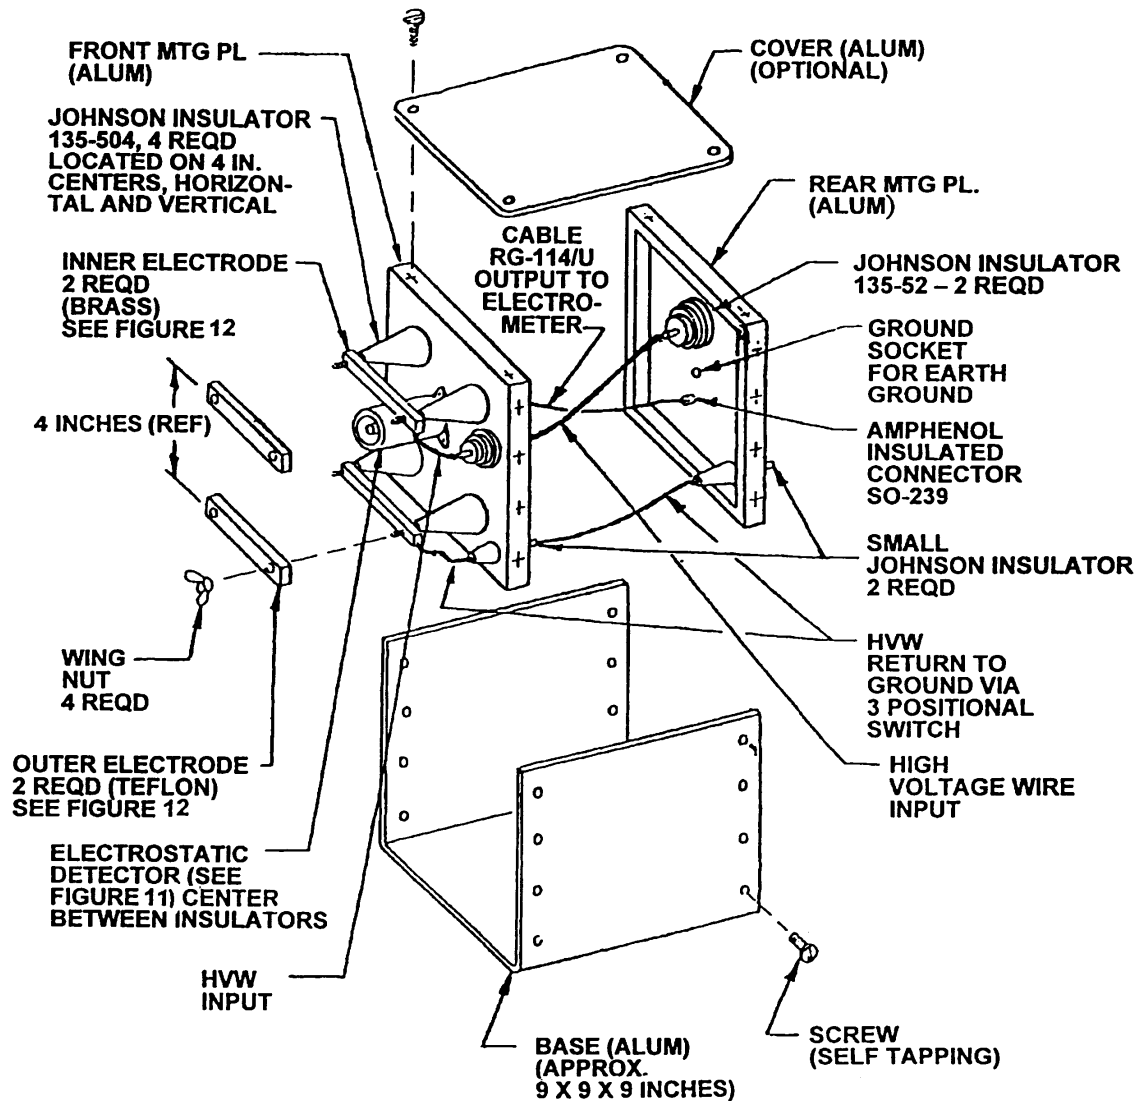 FRONT MTG PL
(ALUM)
COVER (ALUM)
(OPTIONAL)
JOHNSON INSULATOR
135-504, 4 REQD
LOCATED ON 4 IN.
CENTERS, HORIZON-
TAL AND VERTICAL
REAR MTG PL.
(ALUM)
CABLE
RG-114/U
OUTPUT TO
ELECTRO-
METER
INNER ELECTRODE
2 REQD
(BRASS)
SEE FIGURE 12
JOHNSON INSULATOR
135-52 – 2 REQD
GROUND
SOCKET
FOR EARTH
GROUND
4 INCHES (REF)
AMPHENOL
INSULATED
CONNECTOR
SO-239
SMALL
JOHNSON INSULATOR
2 REQD
WING
NUT
4 REQD
HVW
RETURN TO
GROUND VIA
3 POSITIONAL
SWITCH
OUTER ELECTRODE
2 REQD (TEFLON)
SEE FIGURE 12
HIGH
VOLTAGE WIRE
INPUT
ELECTROSTATIC
DETECTOR (SEE
FIGURE 11) CENTER
BETWEEN INSULATORS
HVW
INPUT
SCREW
(SELF TAPPING)
BASE (ALUM)
(APPROX.
9 X 9 X 9 INCHES)